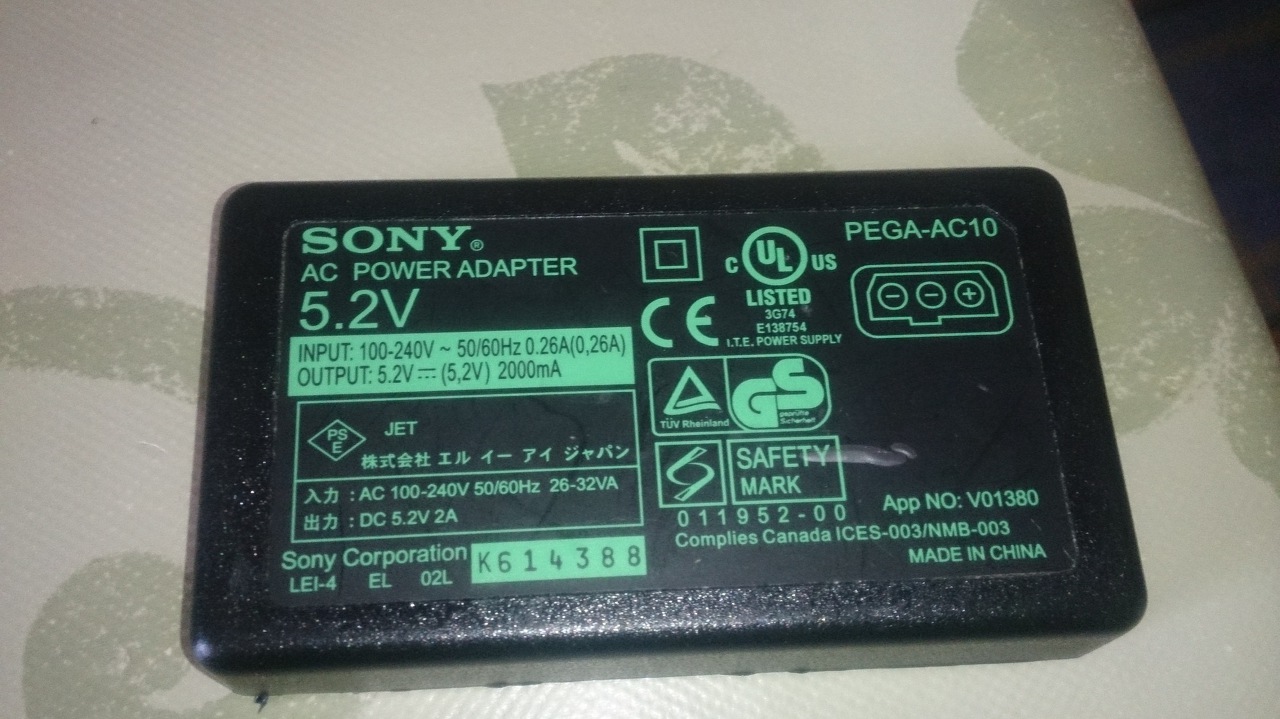 SONY®
AC POWER ADAPTER
5.2V
INPUT: 100-240V ~ 50/60Hz 0.26A(0,26A)
OUTPUT: 5.2V⎓(5,2V) 2000mA
PS
E
JET
株式会社 エル イー アイ ジャパン
入力 : AC 100-240V 50/60Hz 26-32VA
出力 : DC 5.2V 2A
Sony Corporation
K614388
LEI-4 EL 02L
C UL US
LISTED
3G74
E138754
I.T.E. POWER SUPPLY
CE
PEGA-AC10
TÜV Rheinland
GS
geprüfte
Sicherheit
S
SAFETY
MARK
011952-00
App NO: V01380
Complies Canada ICES-003/NMB-003
MADE IN CHINA